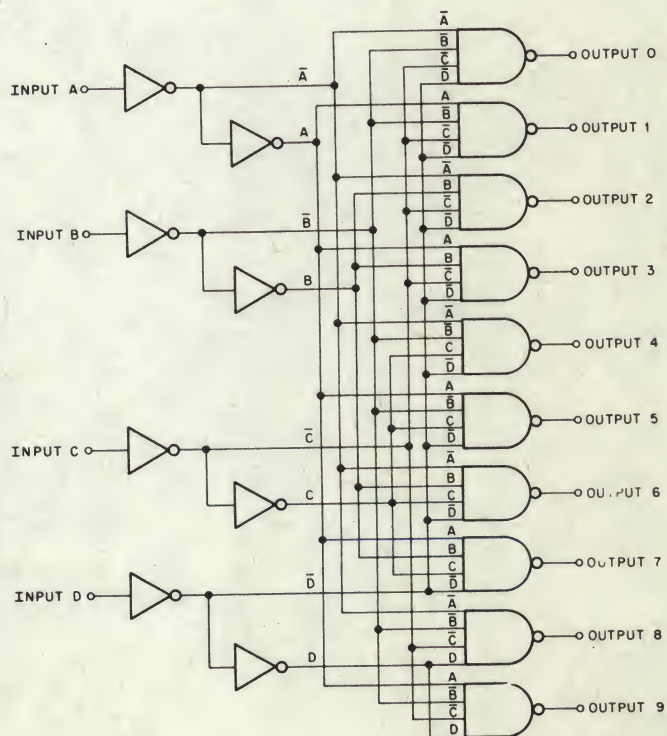 A̅
B̅
C̅
D̅
OUTPUT 0
INPUT A
A̅
A
A
B̅
C̅
D̅
OUTPUT 1
A̅
B
C̅
D̅
OUTPUT 2
INPUT B
B̅
B
A
B
C̅
D̅
OUTPUT 3
A̅
B̅
C
D̅
OUTPUT 4
A
B̅
C
D̅
OUTPUT 5
INPUT C
C̅
C
A̅
B
C
D̅
OUTPUT 6
A
B
C
D̅
OUTPUT 7
INPUT D
D̅
D
A̅
B̅
C̅
D
OUTPUT 8
A
B̅
C̅
D
OUTPUT 9